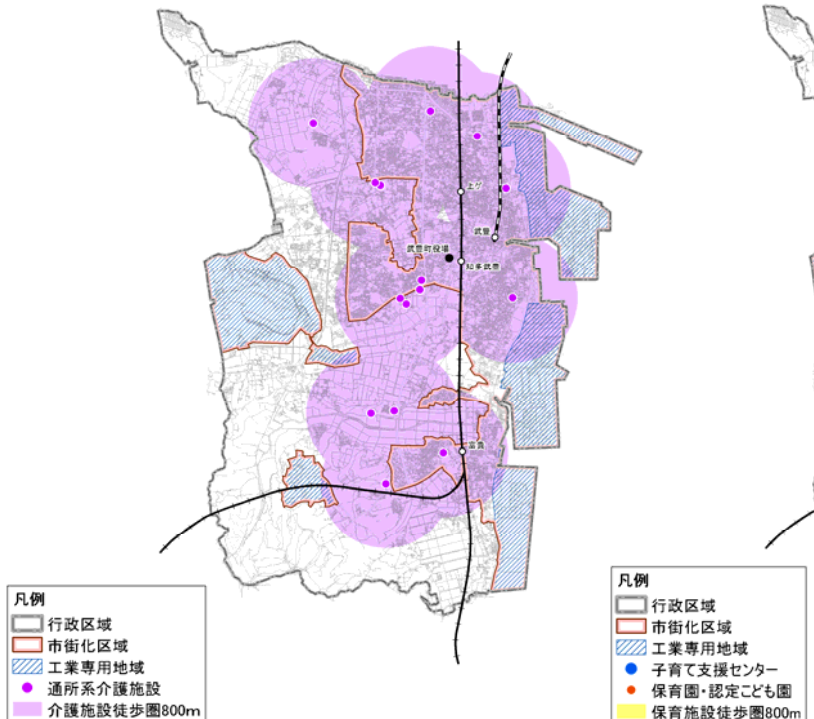 上ゲ
武豊
武豊町役場
知多武豊
富貴
凡例
行政区域
市街化区域
工業専用地域
通所系介護施設
介護施設徒歩圏800m
凡例
行政区域
市街化区域
工業専用地域
子育て支援センター
保育園・認定こども園
保育施設徒歩圏800m